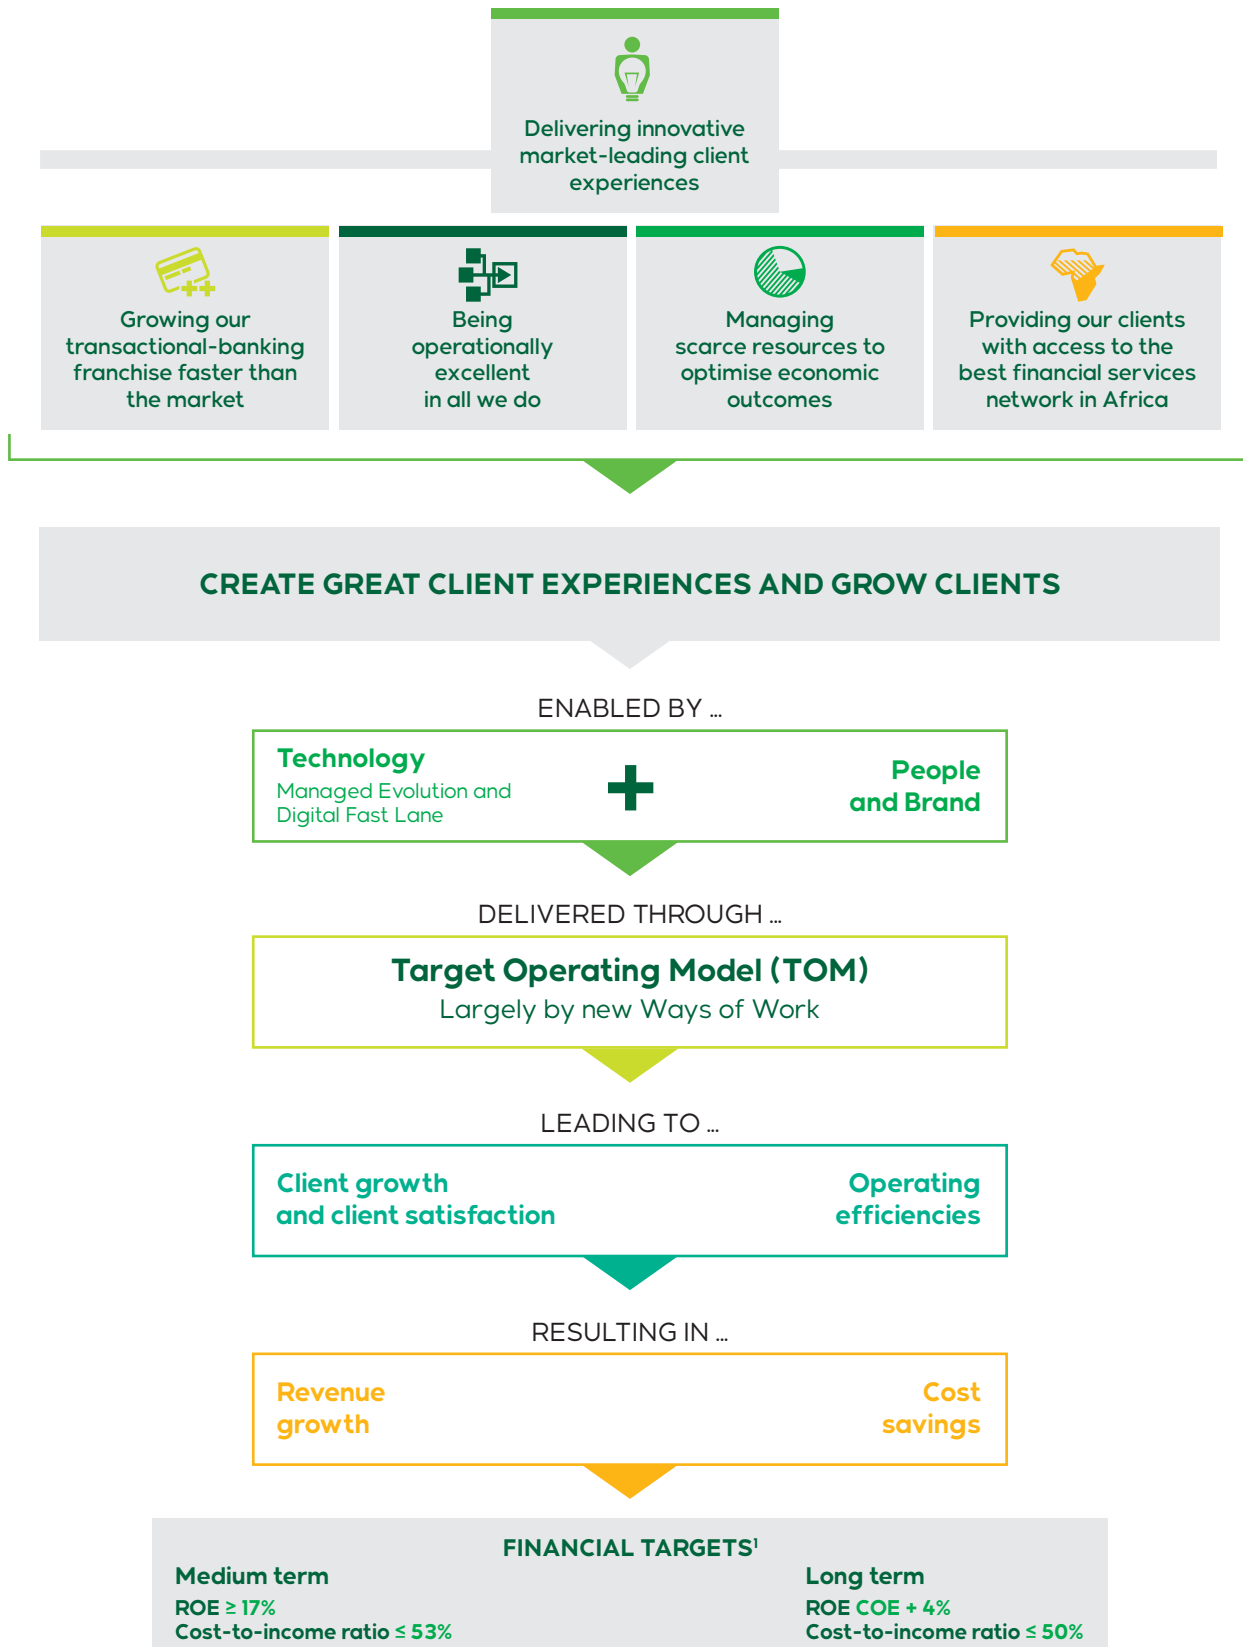 Delivering innovative
market-leading client
experiences
Growing our
transactional-banking
franchise faster than
the market
Being
operationally
excellent
in all we do
Managing
scarce resources to
optimise economic
outcomes
Providing our clients
with access to the
best financial services
network in Africa
CREATE GREAT CLIENT EXPERIENCES AND GROW CLIENTS
ENABLED BY ...
Technology
Managed Evolution and
Digital Fast Lane
People
and Brand
DELIVERED THROUGH ...
Target Operating Model (TOM)
Largely by new Ways of Work
LEADING TO ...
Client growth
and client satisfaction
Operating
efficiencies
RESULTING IN ...
Revenue
growth
Cost
savings
FINANCIAL TARGETS¹
Medium term
ROE ≥ 17%
Cost-to-income ratio ≤ 53%
Long term
ROE COE + 4%
Cost-to-income ratio ≤ 50%